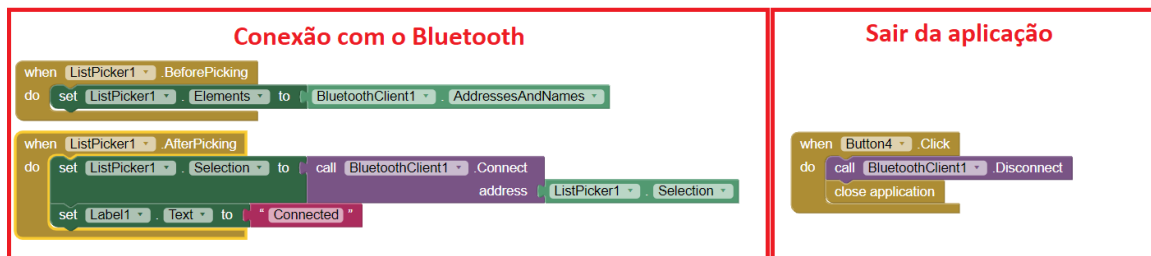 Conexão com o Bluetooth
when ListPicker1 .BeforePicking
do set ListPicker1 . Elements to BluetoothClient1 . AddressesAndNames
when ListPicker1 .AfterPicking
do set ListPicker1 . Selection to call BluetoothClient1 .Connect
address ListPicker1 . Selection
set Label1 . Text to " Connected "
Sair da aplicação
when Button4 .Click
do call BluetoothClient1 .Disconnect
close application